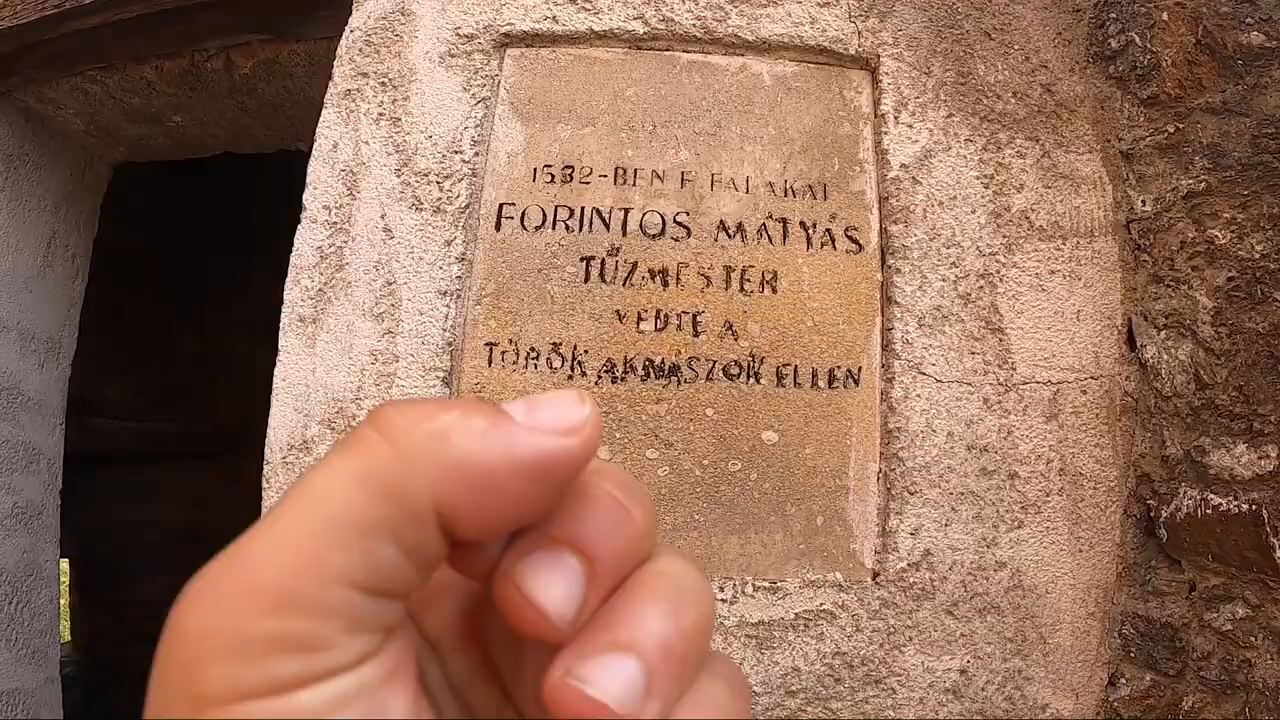 1532-BEN E FALAKAT
FORINTOS MÁTYÁS
TŰZMESTER
VÉDTE A
TÖRÖK AKNÁSZOK ELLEN